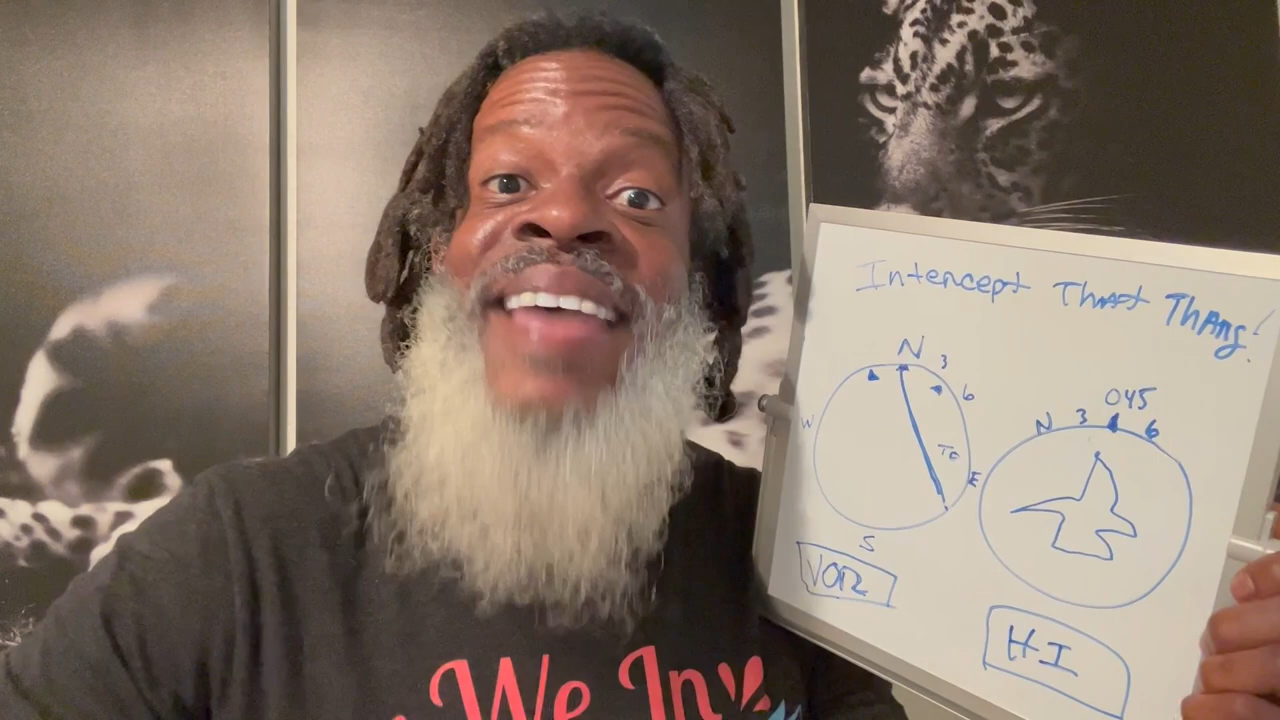 Intercept That Thang!
N
3
6
W
TO
E
S
VOR
045
N 3 6
HI
We In